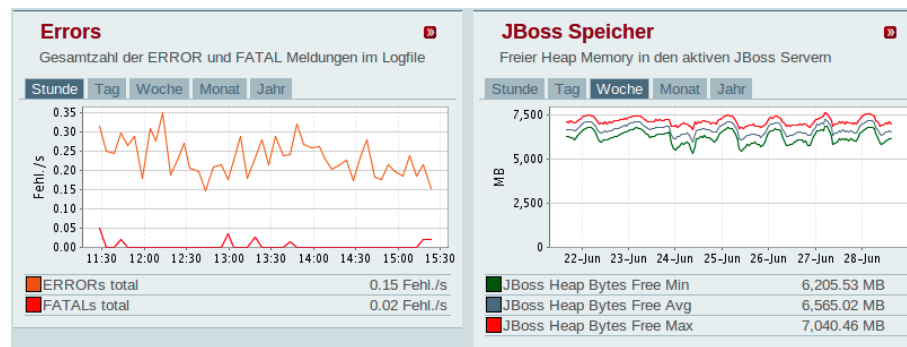 Errors
Gesamtzahl der ERROR und FATAL Meldungen im Logfile
Stunde Tag Woche Monat Jahr
Fehl./s
0.35
0.30
0.25
0.20
0.15
0.10
0.05
0.00
11:30 12:00 12:30 13:00 13:30 14:00 14:30 15:00 15:30
ERRORs total 0.15 Fehl./s
FATALs total 0.02 Fehl./s
JBoss Speicher
Freier Heap Memory in den aktiven JBoss Servern
Stunde Tag Woche Monat Jahr
MB
7,500
5,000
2,500
0
22-Jun 23-Jun 24-Jun 25-Jun 26-Jun 27-Jun 28-Jun
JBoss Heap Bytes Free Min 6,205.53 MB
JBoss Heap Bytes Free Avg 6,565.02 MB
JBoss Heap Bytes Free Max 7,040.46 MB